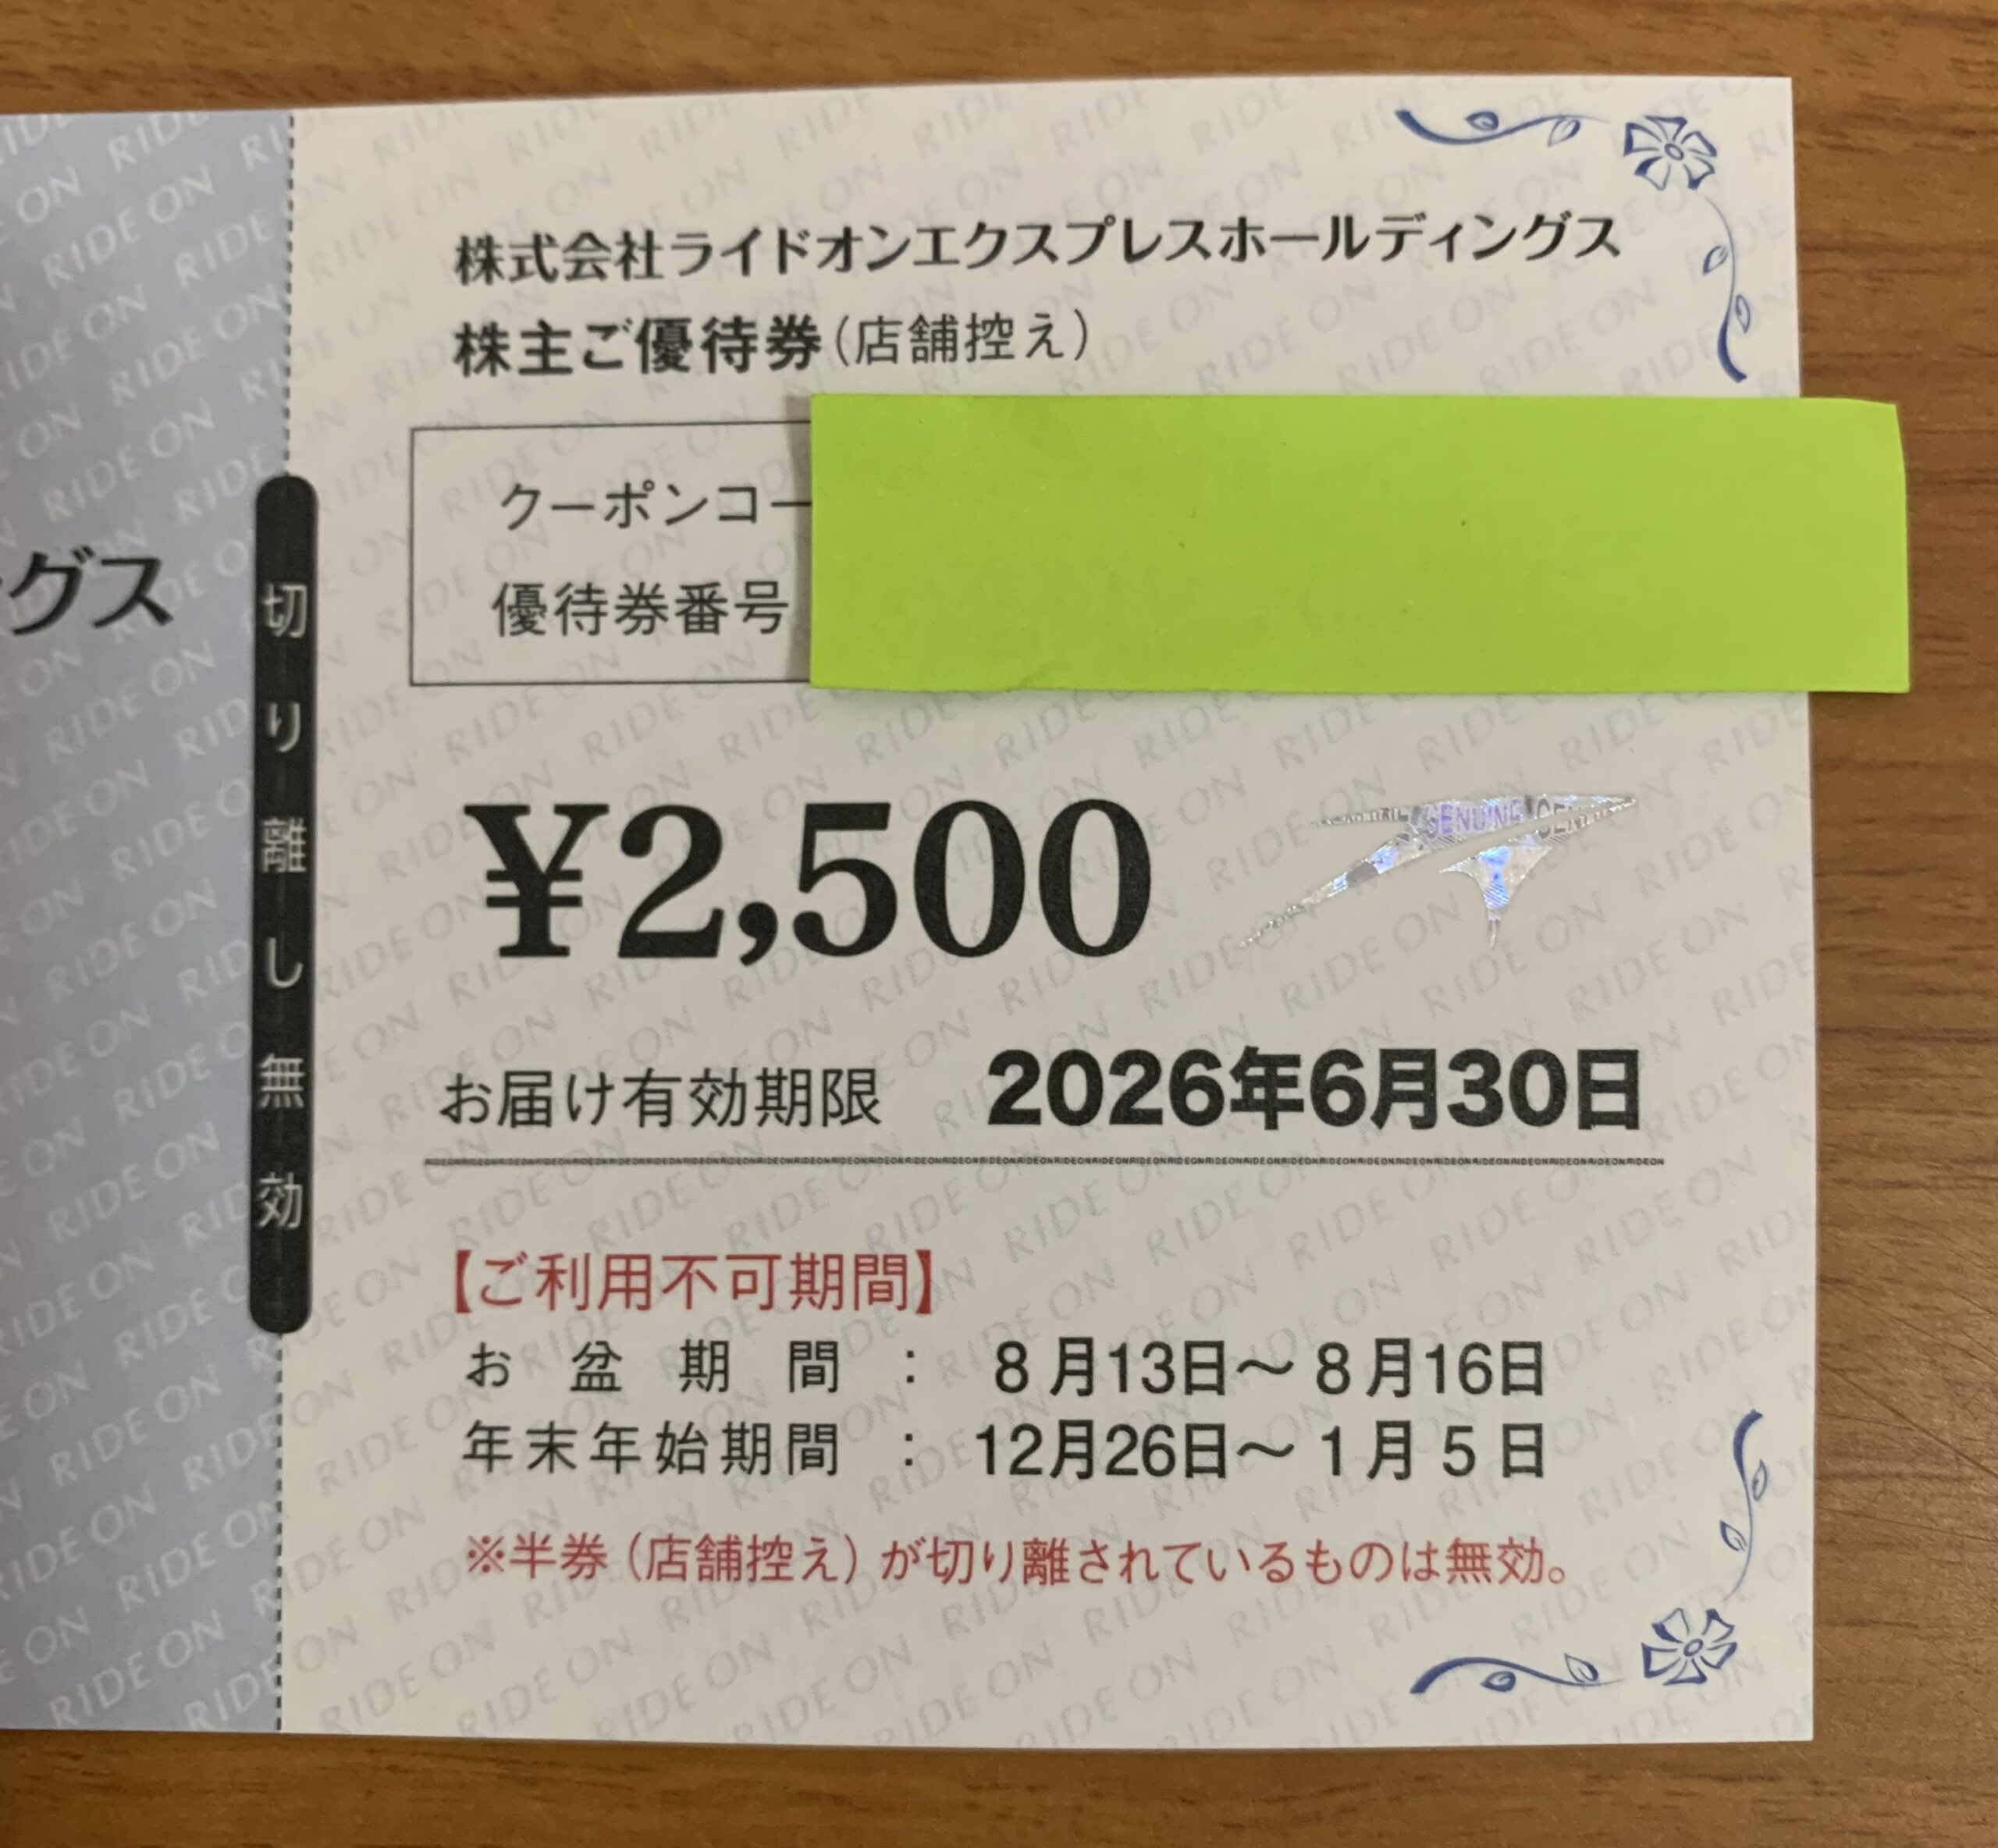 株式会社ライドオンエクスプレスホールディングス
株主ご優待券(店舗控え)
クーポンコー
優待券番号
グス
切り離し無効
¥2,500
GENUINE
お届け有効期限 2026年6月30日
【ご利用不可期間】
お盆期間 : 8月13日～8月16日
年末年始期間 : 12月26日～1月5日
※半券(店舗控え)が切り離されているものは無効。
RIDE ON